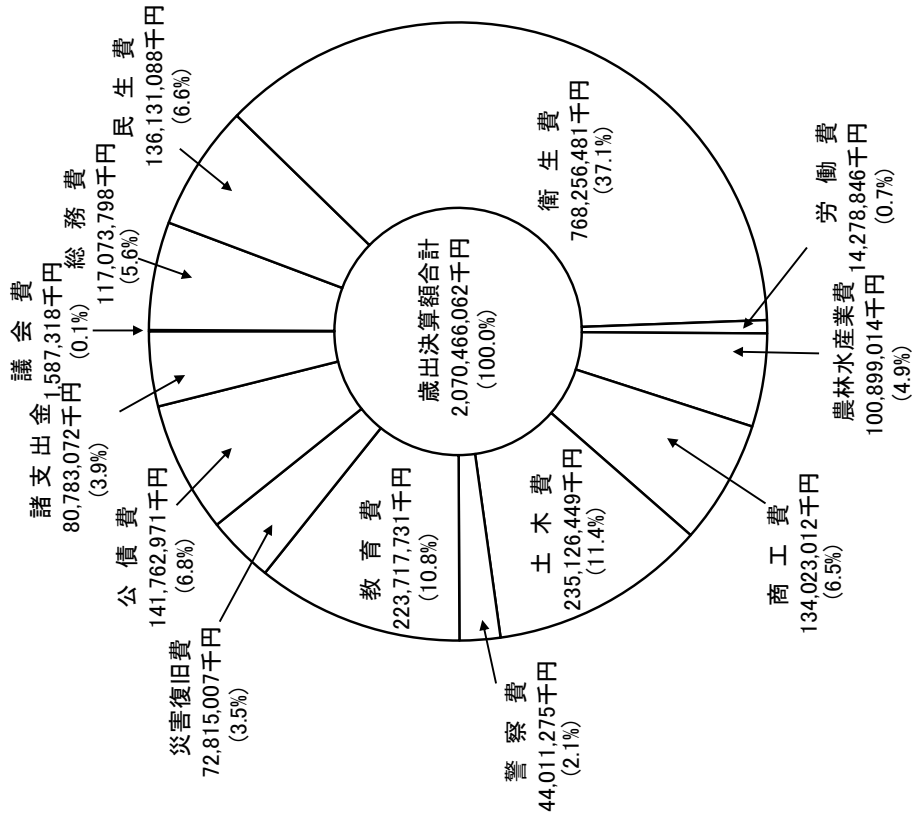 歳出決算額合計
2,070,466,062千円
(100.0%)
議会費
1,587,318千円
(0.1%)
総務費
117,073,798千円
(5.6%)
民生費
136,131,088千円
(6.6%)
衛生費
768,256,481千円
(37.1%)
労働費
14,278,846千円
(0.7%)
農林水産業費
100,899,014千円
(4.9%)
商工費
134,023,012千円
(6.5%)
土木費
235,126,449千円
(11.4%)
警察費
44,011,275千円
(2.1%)
教育費
223,717,731千円
(10.8%)
災害復旧費
72,815,007千円
(3.5%)
公債費
141,762,971千円
(6.8%)
諸支出金
80,783,072千円
(3.9%)